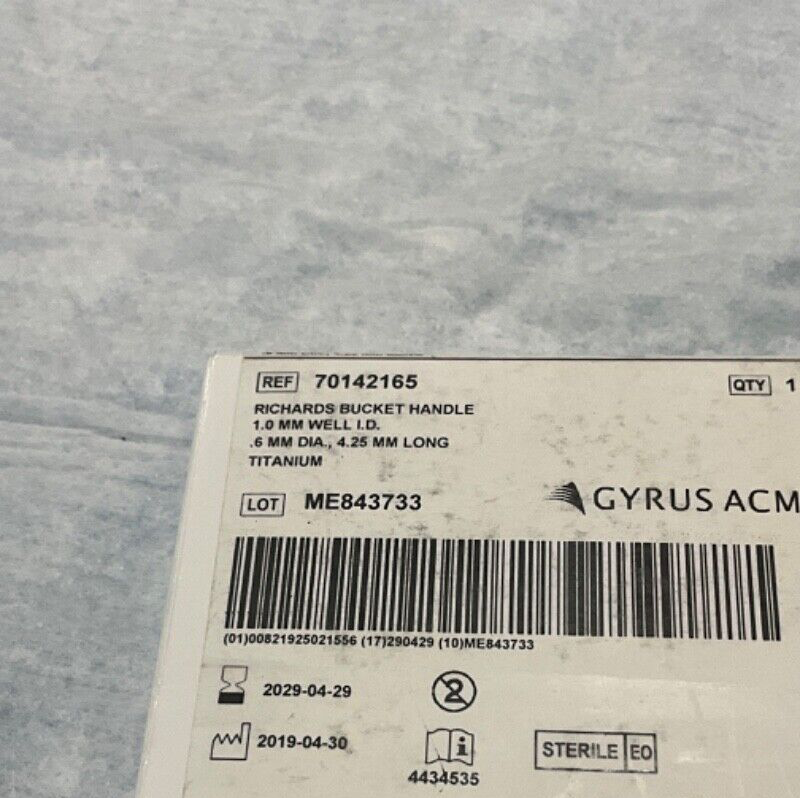 REF 70142165
QTY 1
RICHARDS BUCKET HANDLE
1.0 MM WELL I.D.
.6 MM DIA., 4.25 MM LONG
TITANIUM
LOT ME843733
GYRUS ACM
(01)00821925021556 (17)290429 (10)ME843733
2029-04-29
2
2019-04-30
i
4434535
STERILE EO